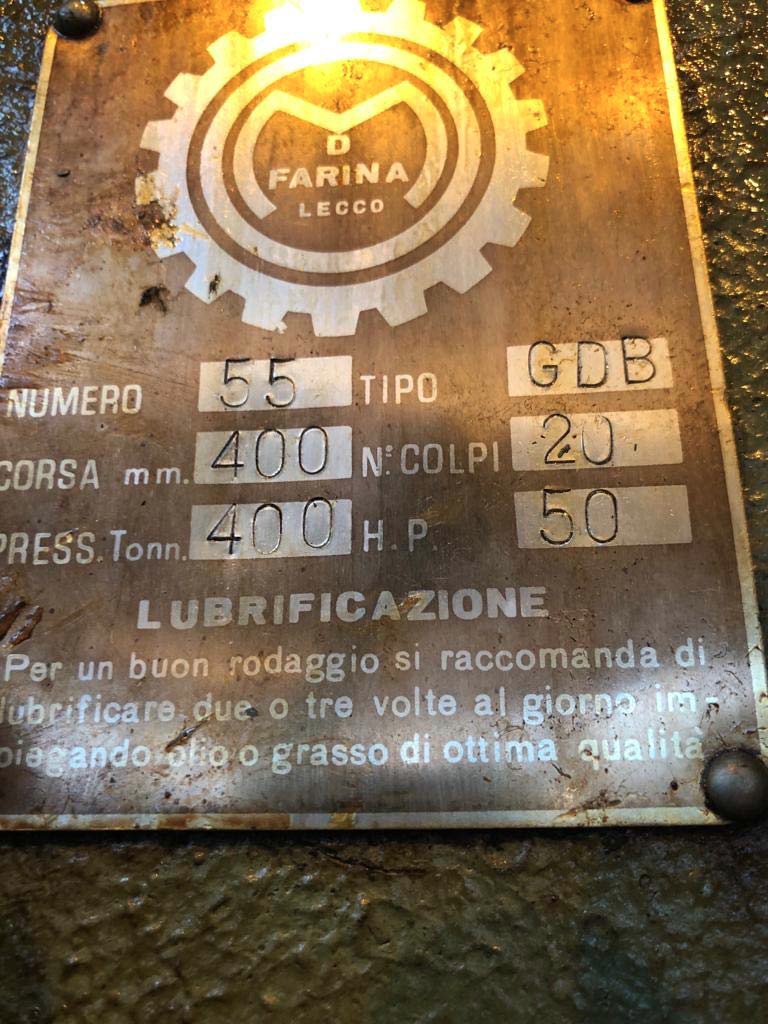 D
FARINA
LECCO
NUMERO 55 TIPO GDB
CORSA mm. 400 N° COLPI 20
PRESS. Tonn. 400 H.P. 50
LUBRIFICAZIONE
Per un buon rodaggio si raccomanda di
lubrificare due o tre volte al giorno im-
piegando olio o grasso di ottima qualità